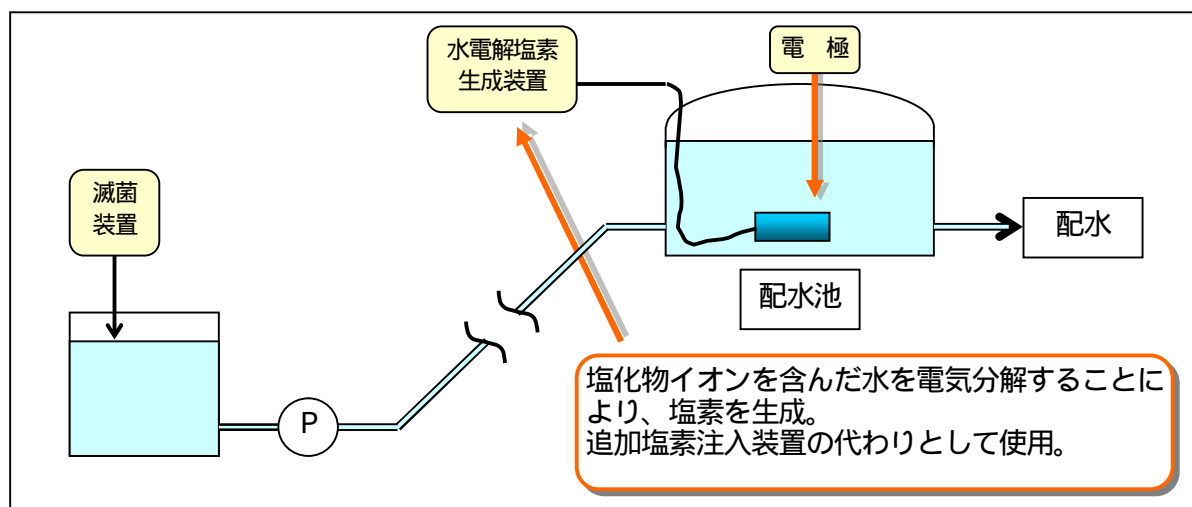 水電解塩素
生成装置
電 極
滅菌
装置
配水
配水池
P
塩化物イオンを含んだ水を電気分解することに
より、塩素を生成。
追加塩素注入装置の代わりとして使用。